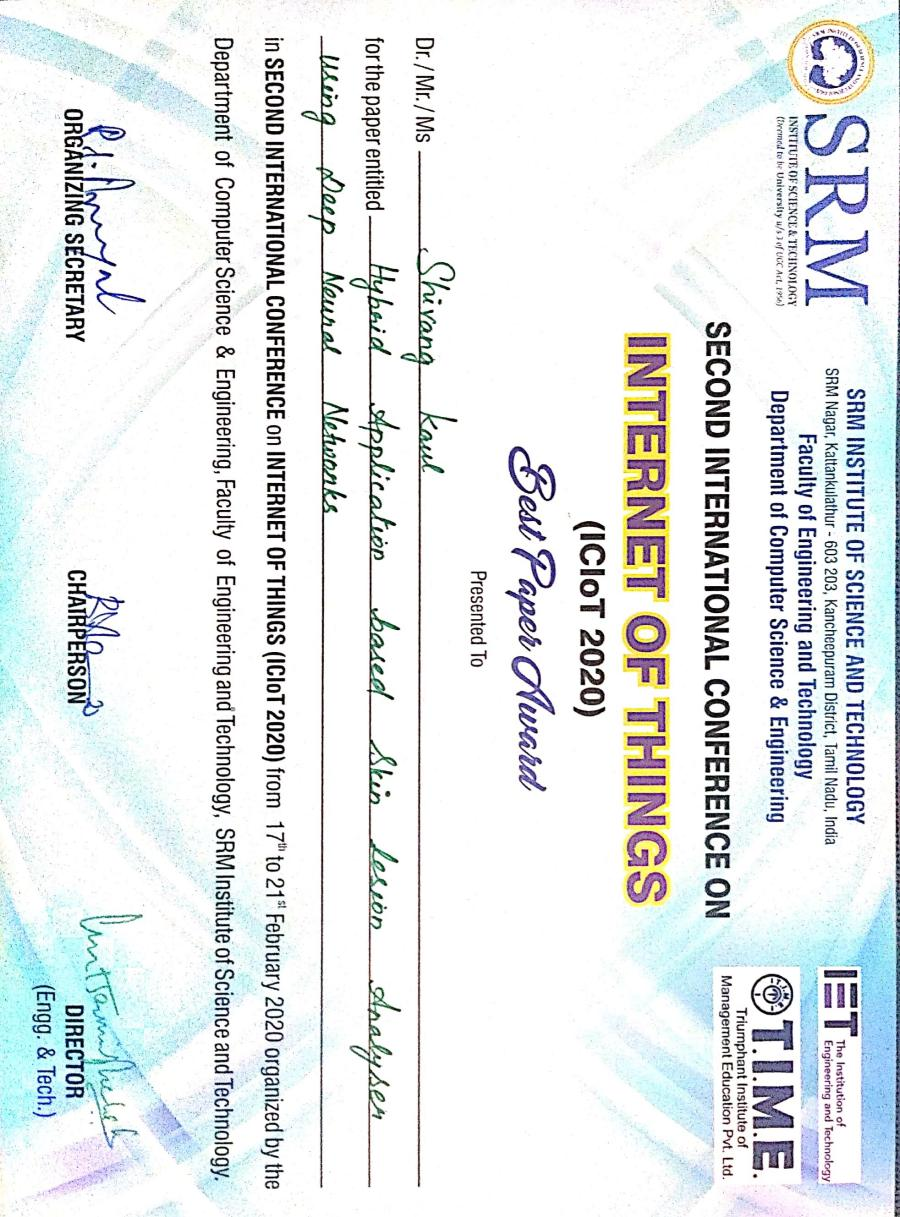 SRM
INSTITUTE OF SCIENCE & TECHNOLOGY
(Deemed to be University u/s 3 of UGC Act, 1956)
SRM INSTITUTE OF SCIENCE AND TECHNOLOGY
SRM Nagar, Kattankulathur - 603 203, Kancheepuram District, Tamil Nadu, India
Faculty of Engineering and Technology
Department of Computer Science & Engineering
IET The Institution of
Engineering and Technology
T.I.M.E.
Triumphant Institute of
Management Education Pvt. Ltd.
SECOND INTERNATIONAL CONFERENCE ON
INTERNET OF THINGS
(ICIoT 2020)
Best Paper Award
Presented To
Dr. / Mr. / Ms Shivang Kaul
for the paper entitled Hybrid Application based Skin Lesion Analyser
Using Deep Neural Networks
in SECOND INTERNATIONAL CONFERENCE on INTERNET OF THINGS (ICIoT 2020) from 17th to 21st February 2020 organized by the
Department of Computer Science & Engineering, Faculty of Engineering and Technology, SRM Institute of Science and Technology.
ORGANIZING SECRETARY
CHAIRPERSON
DIRECTOR
(Engg. & Tech.)